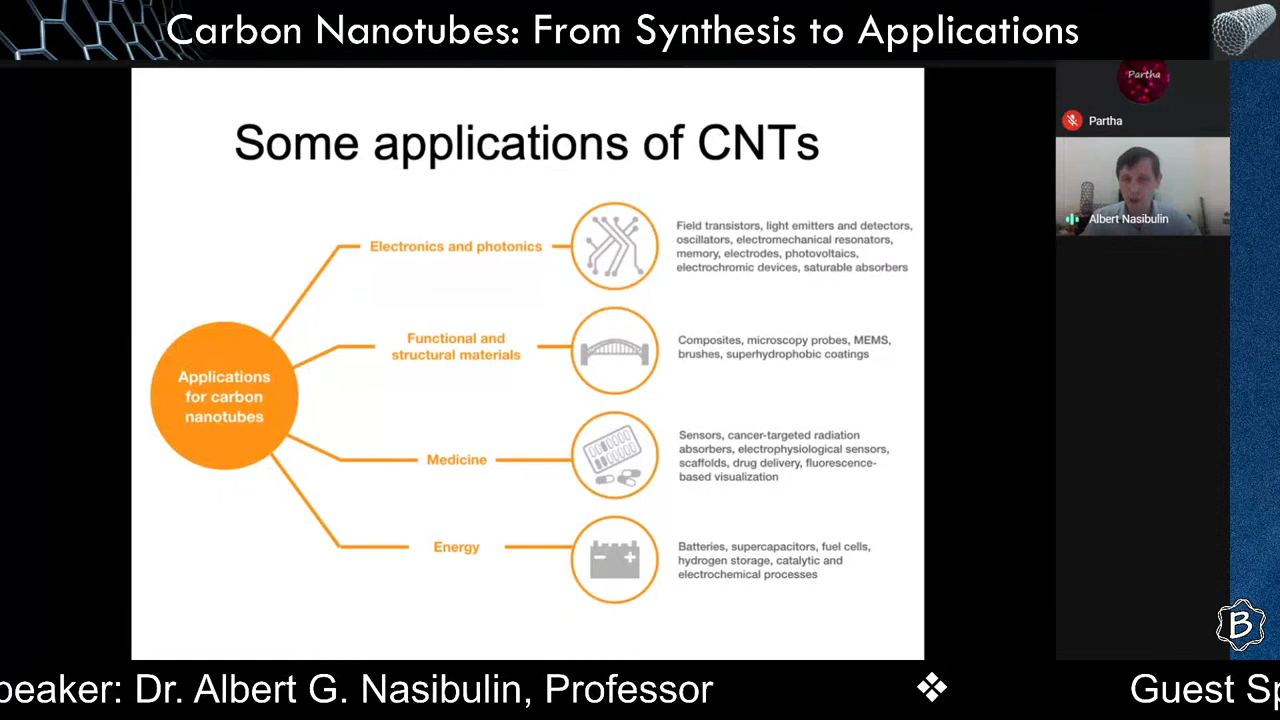 Carbon Nanotubes: From Synthesis to Applications
Some applications of CNTs
Applications
for carbon
nanotubes
Electronics and photonics
Field transistors, light emitters and detectors,
oscillators, electromechanical resonators,
memory, electrodes, photovoltaics,
electrochromic devices, saturable absorbers
Functional and
structural materials
Composites, microscopy probes, MEMS,
brushes, superhydrophobic coatings
Medicine
Sensors, cancer-targeted radiation
absorbers, electrophysiological sensors,
scaffolds, drug delivery, fluorescence-
based visualization
Energy
Batteries, supercapacitors, fuel cells,
hydrogen storage, catalytic and
electrochemical processes
Partha
Partha
Albert Nasibulin
B
peaker: Dr. Albert G. Nasibulin, Professor
Guest Sp